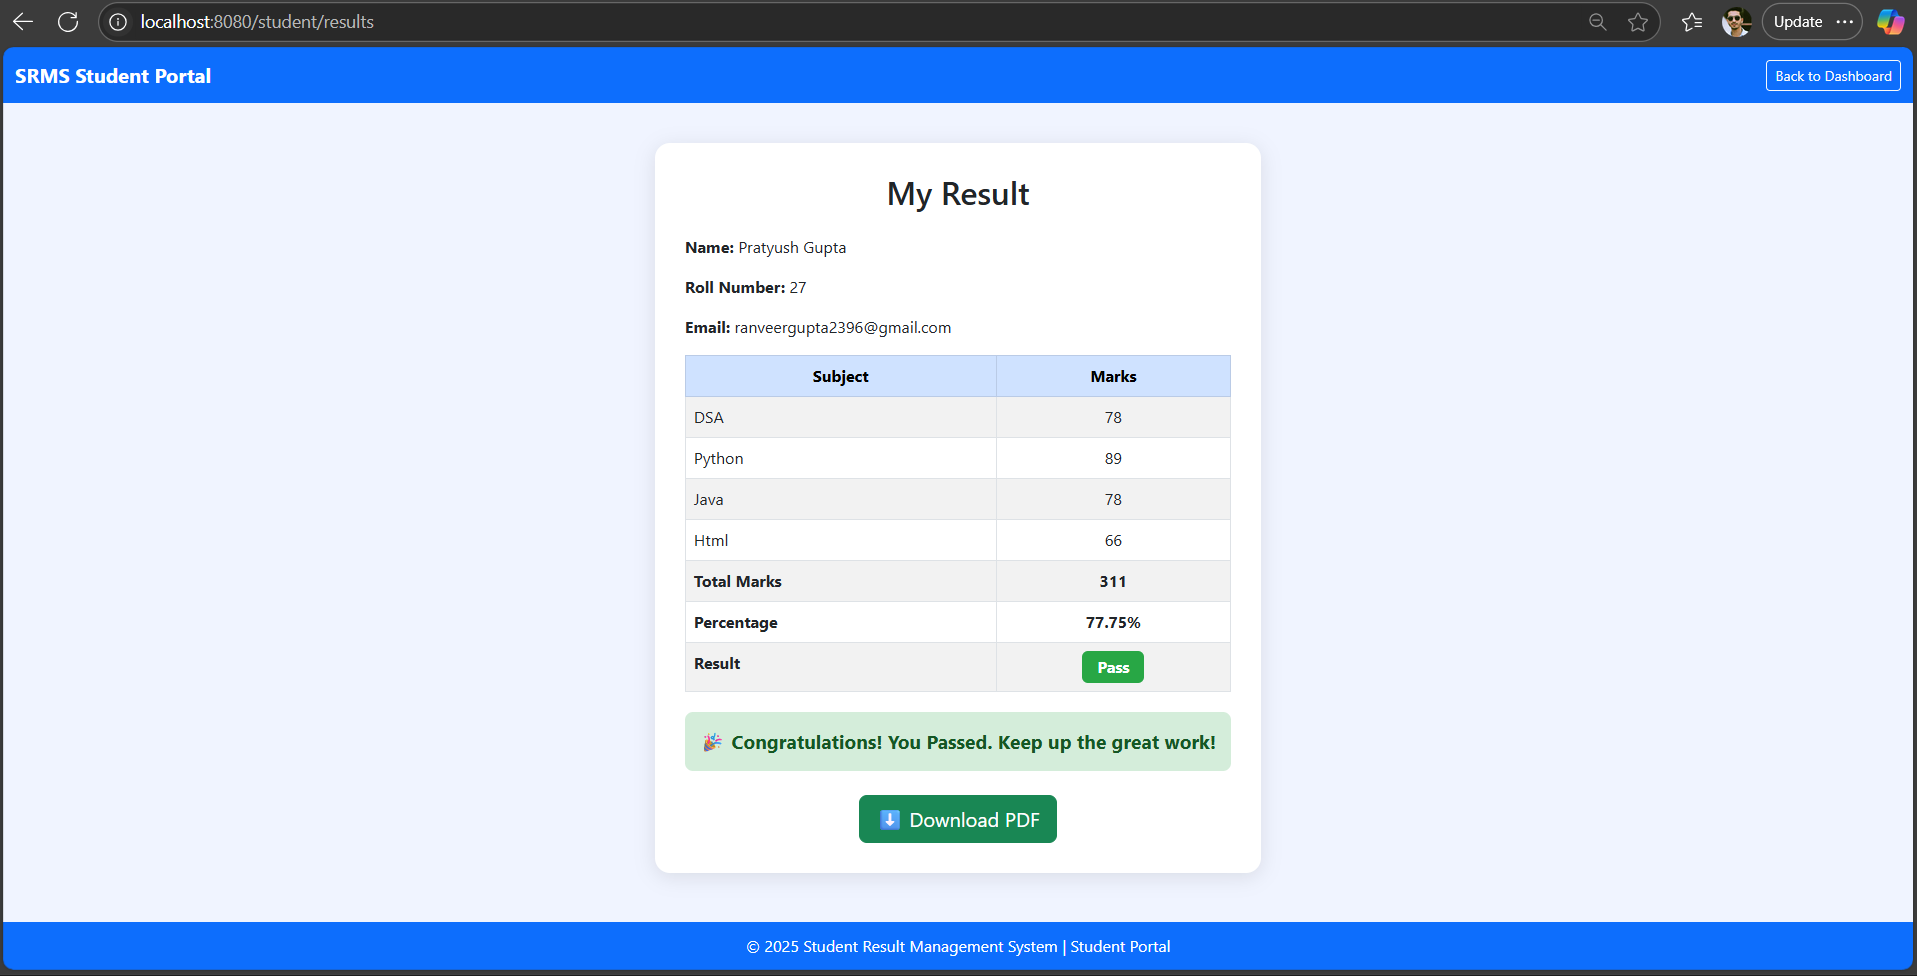 localhost:8080/student/results
Update
SRMS Student Portal
Back to Dashboard
My Result
Name: Pratyush Gupta
Roll Number: 27
Email: ranveergupta2396@gmail.com
Subject Marks
DSA 78
Python 89
Java 78
Html 66
Total Marks 311
Percentage 77.75%
Result Pass
🎉 Congratulations! You Passed. Keep up the great work!
⬇️ Download PDF
© 2025 Student Result Management System | Student Portal